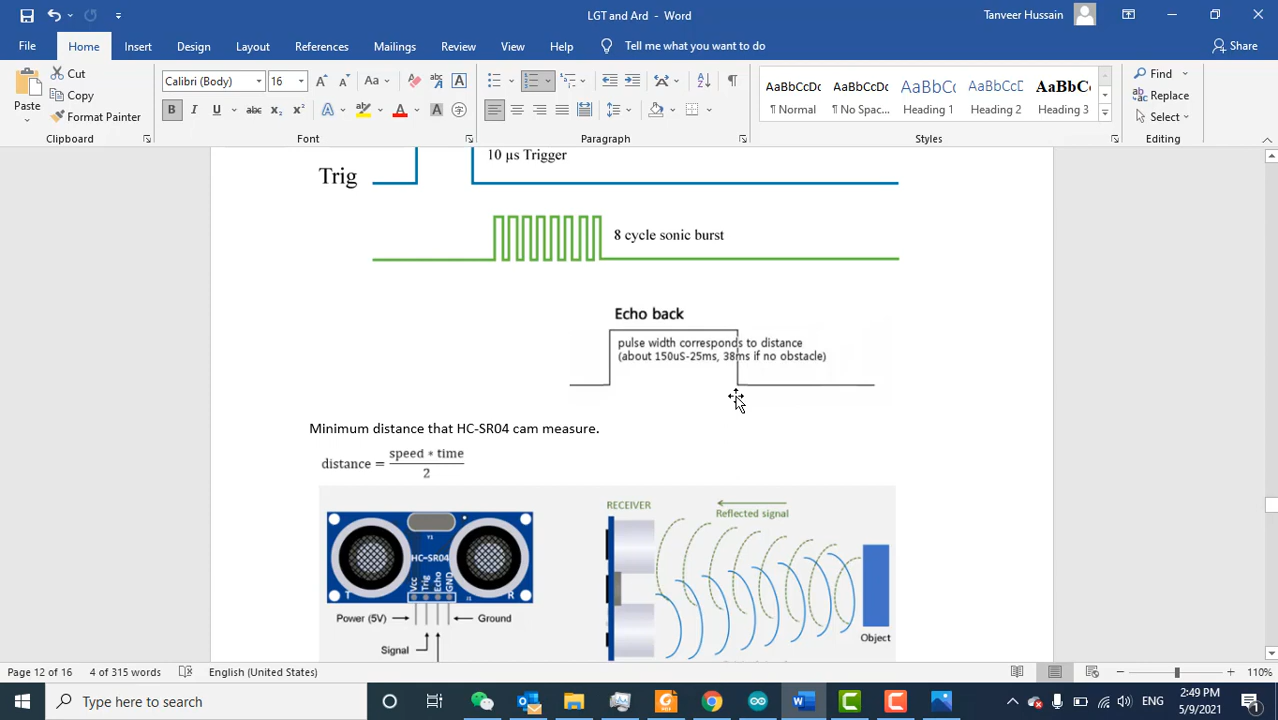 LGT and Ard - Word
Tanveer Hussain
File Home Insert Design Layout References Mailings Review View Help Tell me what you want to do Share
Paste
Cut
Copy
Format Painter
Clipboard
Calibri (Body) 16
Font
Paragraph
AaBbCcDc AaBbCcDc AaBbC AaBbCcD AaBbC
¶ Normal ¶ No Spac... Heading 1 Heading 2 Heading 3
Styles
Find
Replace
Select
Editing
10 µs Trigger
Trig
8 cycle sonic burst
Echo back
pulse width corresponds to distance
(about 150uS-25ms, 38ms if no obstacle)
Minimum distance that HC-SR04 cam measure.
distance = speed * time
2
RECEIVER
Reflected signal
Y1
HC-SR04
Vcc Trig Echo GND
T R
Power (5V) Ground
Signal
Object
Page 12 of 16 4 of 315 words English (United States) 110%
Type here to search
ENG
2:49 PM
5/9/2021
1